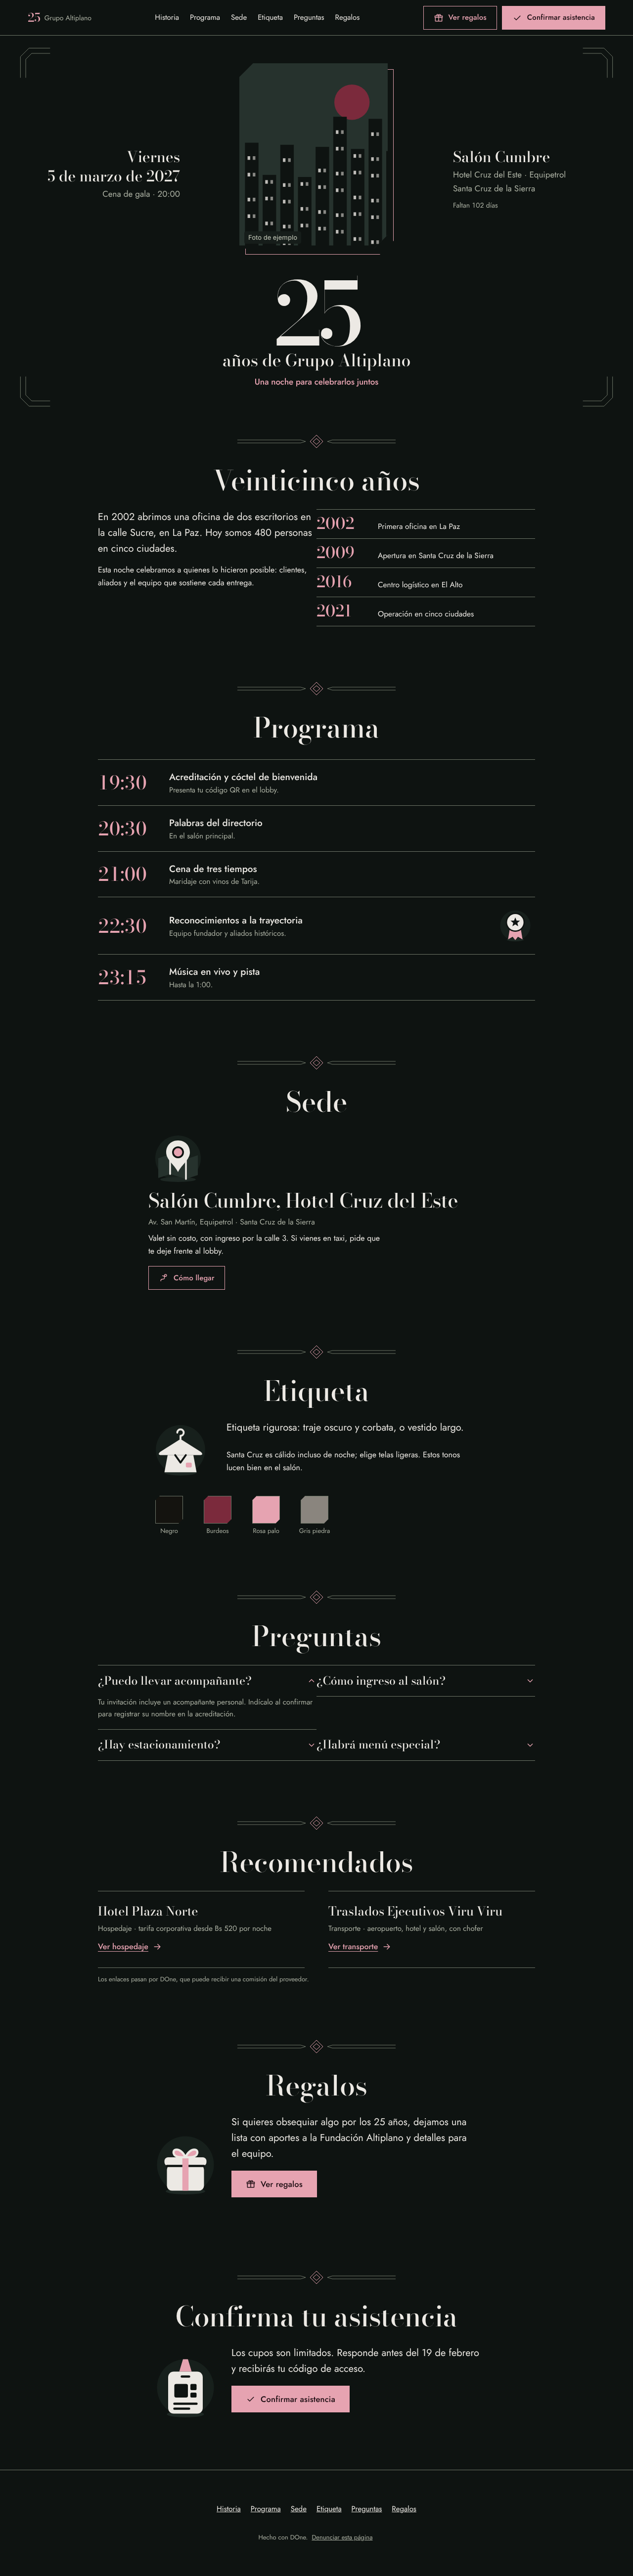 25 Grupo Altiplano
Historia Programa Sede Etiqueta Preguntas Regalos
Ver regalos
Confirmar asistencia
Viernes
5 de marzo de 2027
Cena de gala · 20:00
Foto de ejemplo
Salón Cumbre
Hotel Cruz del Este · Equipetrol
Santa Cruz de la Sierra
Faltan 102 días
25
años de Grupo Altiplano
Una noche para celebrarlos juntos
Veinticinco años
En 2002 abrimos una oficina de dos escritorios en
la calle Sucre, en La Paz. Hoy somos 480 personas
en cinco ciudades.
Esta noche celebramos a quienes lo hicieron posible: clientes,
aliados y el equipo que sostiene cada entrega.
2002 Primera oficina en La Paz
2009 Apertura en Santa Cruz de la Sierra
2016 Centro logístico en El Alto
2021 Operación en cinco ciudades
Programa
19:30 Acreditación y cóctel de bienvenida
Presenta tu código QR en el lobby.
20:30 Palabras del directorio
En el salón principal.
21:00 Cena de tres tiempos
Maridaje con vinos de Tarija.
22:30 Reconocimientos a la trayectoria
Equipo fundador y aliados históricos.
23:15 Música en vivo y pista
Hasta la 1:00.
Sede
Salón Cumbre, Hotel Cruz del Este
Av. San Martín, Equipetrol · Santa Cruz de la Sierra
Valet sin costo, con ingreso por la calle 3. Si vienes en taxi, pide que
te deje frente al lobby.
Cómo llegar
Etiqueta
Etiqueta rigurosa: traje oscuro y corbata, o vestido largo.
Santa Cruz es cálido incluso de noche; elige telas ligeras. Estos tonos
lucen bien en el salón.
Negro Burdeos Rosa palo Gris piedra
Preguntas
¿Puedo llevar acompañante?
Tu invitación incluye un acompañante personal. Indícalo al confirmar
para registrar su nombre en la acreditación.
¿Cómo ingreso al salón?
¿Hay estacionamiento?
¿Habrá menú especial?
Recomendados
Hotel Plaza Norte
Hospedaje · tarifa corporativa desde Bs 520 por noche
Ver hospedaje
Traslados Ejecutivos Viru Viru
Transporte · aeropuerto, hotel y salón, con chofer
Ver transporte
Los enlaces pasan por DOne, que puede recibir una comisión del proveedor.
Regalos
Si quieres obsequiar algo por los 25 años, dejamos una
lista con aportes a la Fundación Altiplano y detalles para
el equipo.
Ver regalos
Confirma tu asistencia
Los cupos son limitados. Responde antes del 19 de febrero
y recibirás tu código de acceso.
Confirmar asistencia
Historia Programa Sede Etiqueta Preguntas Regalos
Hecho con DOne. Denunciar esta página